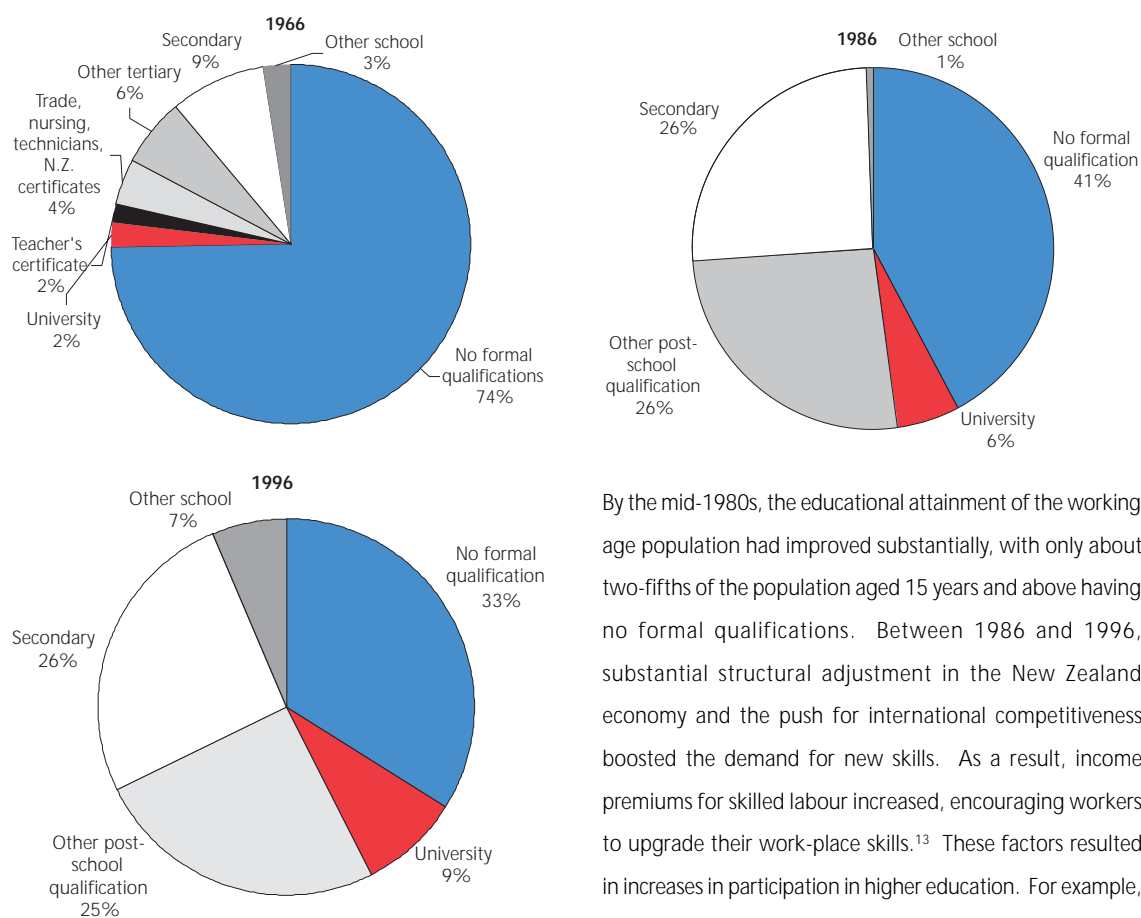 1966
Secondary
9%
Other school
3%
Other tertiary
6%
Trade,
nursing,
technicians,
N.Z.
certificates
4%
Teacher's
certificate
2%
University
2%
No formal
qualifications
74%
1986
Other school
1%
Secondary
26%
No formal
qualification
41%
Other post-
school
qualification
26%
University
6%
1996
Other school
7%
No formal
qualification
33%
Secondary
26%
Other post-
school
qualification
25%
University
9%
By the mid-1980s, the educational attainment of the working
age population had improved substantially, with only about
two-fifths of the population aged 15 years and above having
no formal qualifications. Between 1986 and 1996,
substantial structural adjustment in the New Zealand
economy and the push for international competitiveness
boosted the demand for new skills. As a result, income
premiums for skilled labour increased, encouraging workers
to upgrade their work-place skills.¹³ These factors resulted
in increases in participation in higher education. For example,